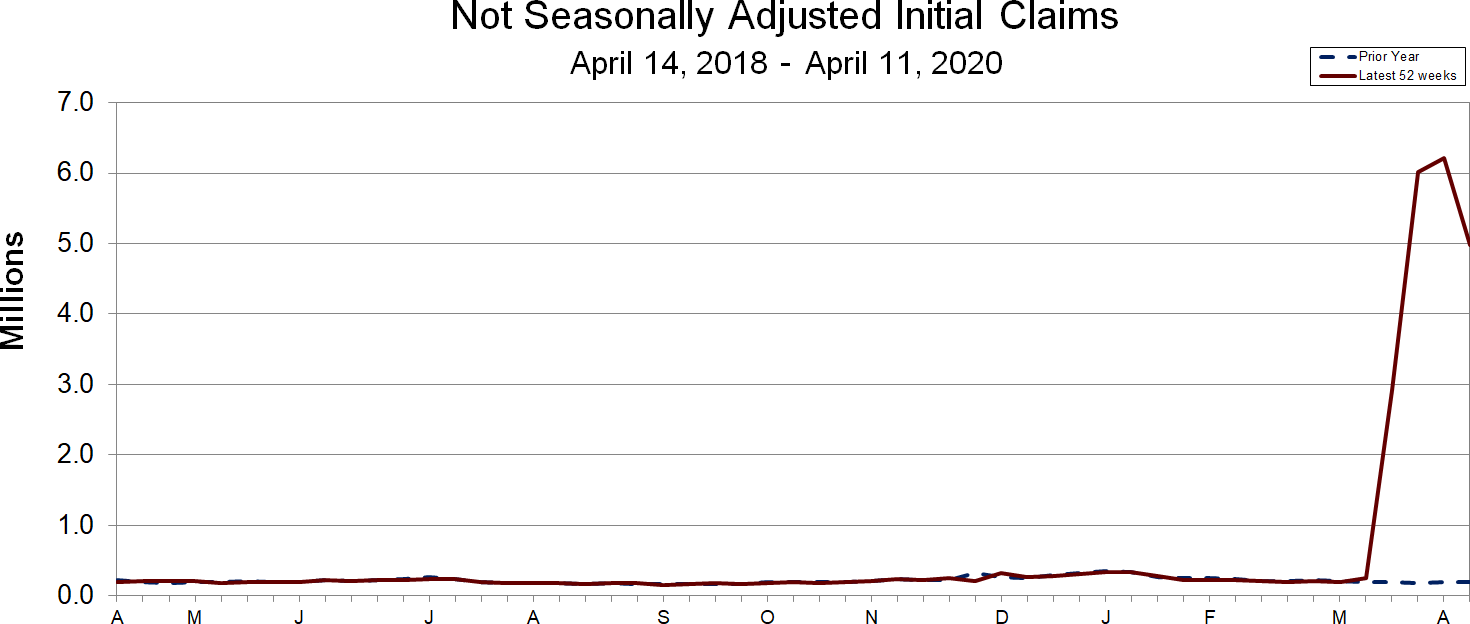 Not Seasonally Adjusted Initial Claims
April 14, 2018 - April 11, 2020
Prior Year
Latest 52 weeks
Millions
7.0
6.0
5.0
4.0
3.0
2.0
1.0
0.0
A M J J A S O N D J F M A